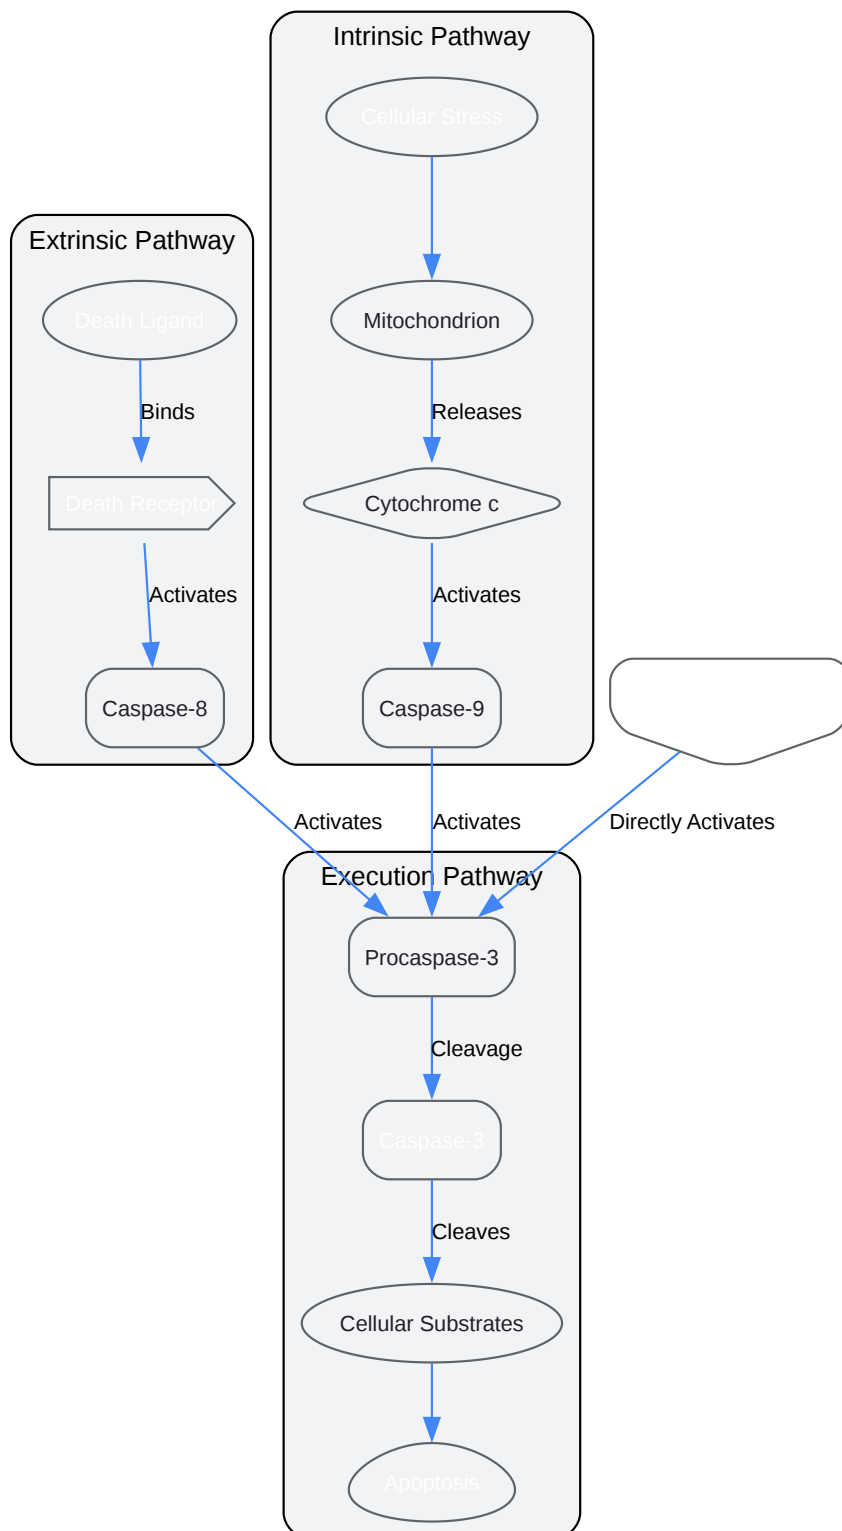 Intrinsic Pathway
Cellular Stress
Extrinsic Pathway
Death Ligand
Mitochondrion
Binds
Releases
Death Receptor
Cytochrome c
Activates
Activates
Caspase-8
Caspase-9
Activates
Activates
Directly Activates
Execution Pathway
Procaspase-3
Cleavage
Caspase-3
Cleaves
Cellular Substrates
Apoptosis